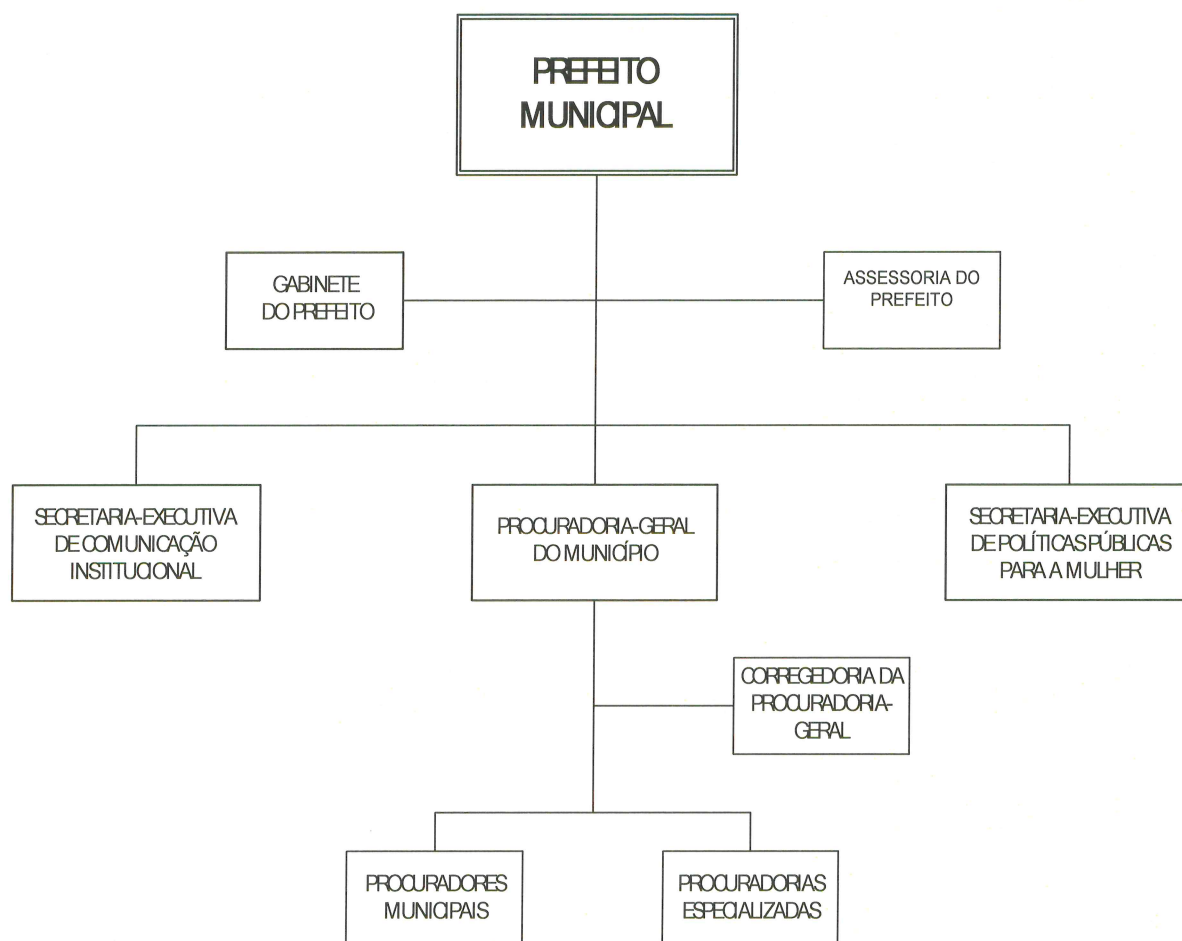 PREFEITO
MUNICIPAL
GABINETE
DO PREFEITO
ASSESSORIA DO
PREFEITO
SECRETARIA-EXECUTIVA
DE COMUNICAÇÃO
INSTITUCIONAL
PROCURADORIA-GERAL
DO MUNICÍPIO
SECRETARIA-EXECUTIVA
DE POLÍTICAS PÚBLICAS
PARA A MULHER
CORREGEDORIA DA
PROCURADORIA-
GERAL
PROCURADORES
MUNICIPAIS
PROCURADORIAS
ESPECIALIZADAS